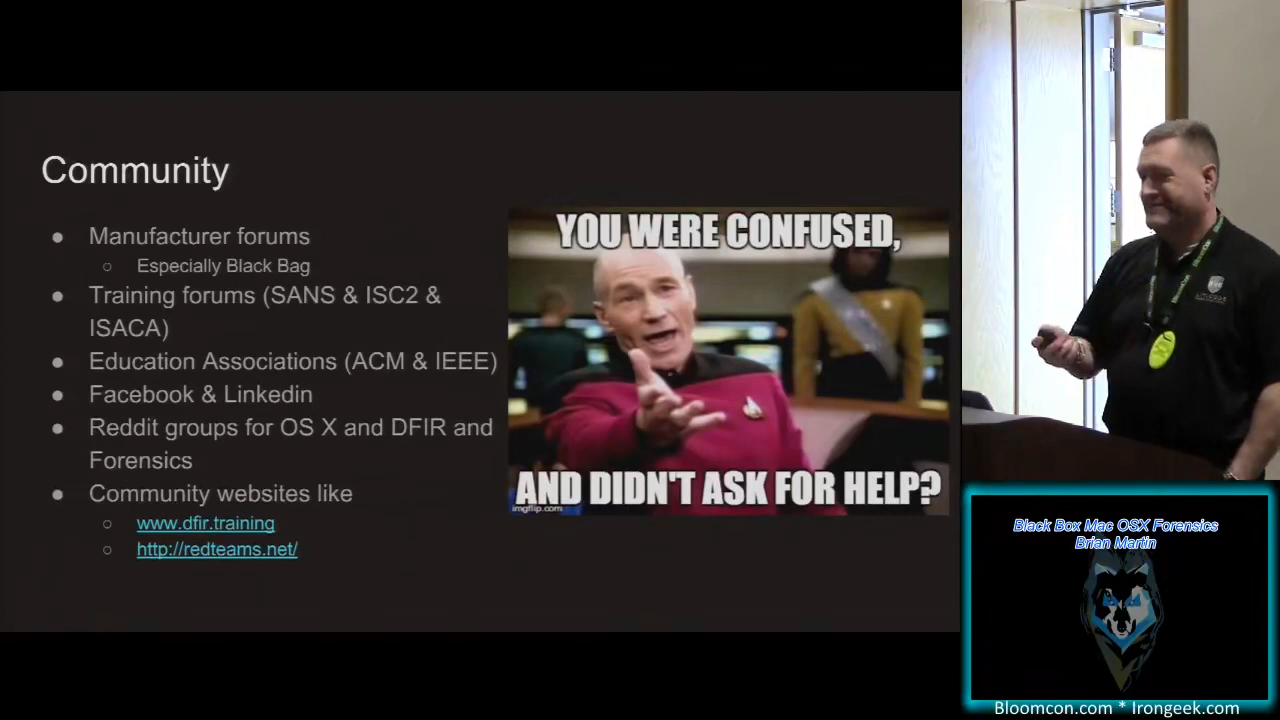 Community
● Manufacturer forums
○ Especially Black Bag
● Training forums (SANS & ISC2 &
ISACA)
● Education Associations (ACM & IEEE)
● Facebook & Linkedin
● Reddit groups for OS X and DFIR and
Forensics
● Community websites like
○ www.dfir.training
○ http://redteams.net/
YOU WERE CONFUSED,
AND DIDN'T ASK FOR HELP?
imgflip.com
Black Box Mac OSX Forensics
Brian Martin
Bloomcon.com * Irongeek.com